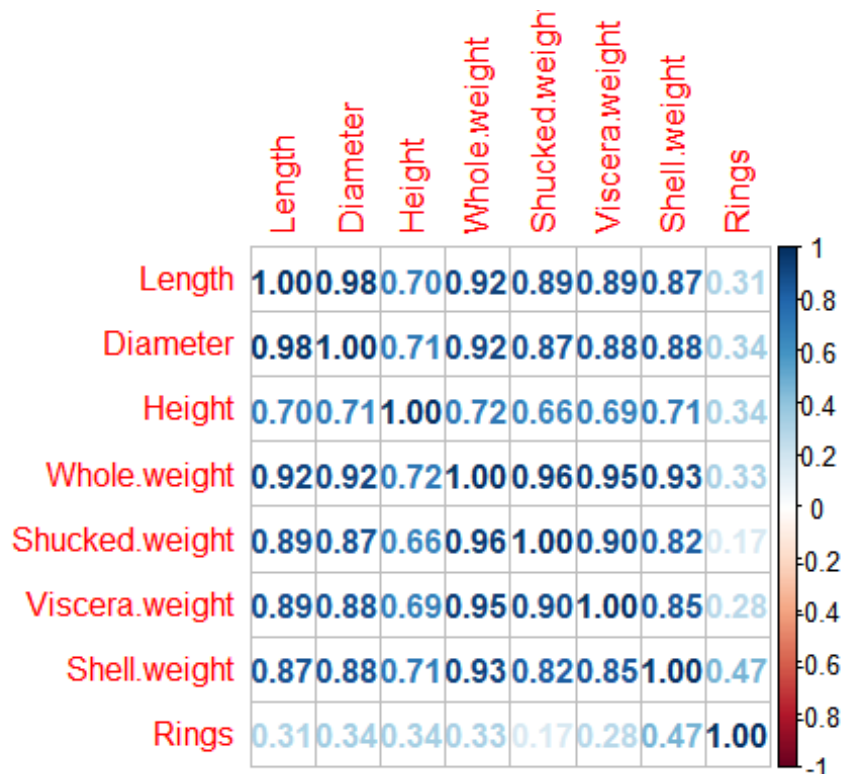 Length Diameter Height Whole.weight Shucked.weigh Viscera.weight Shell.weight Rings
Length 1.00 0.98 0.70 0.92 0.89 0.89 0.87 0.31
Diameter 0.98 1.00 0.71 0.92 0.87 0.88 0.88 0.34
Height 0.70 0.71 1.00 0.72 0.66 0.69 0.71 0.34
Whole.weight 0.92 0.92 0.72 1.00 0.96 0.95 0.93 0.33
Shucked.weight 0.89 0.87 0.66 0.96 1.00 0.90 0.82 0.17
Viscera.weight 0.89 0.88 0.69 0.95 0.90 1.00 0.85 0.28
Shell.weight 0.87 0.88 0.71 0.93 0.82 0.85 1.00 0.47
Rings 0.31 0.34 0.34 0.33 0.17 0.28 0.47 1.00
1
0.8
0.6
0.4
0.2
0
-0.2
-0.4
-0.6
-0.8
-1